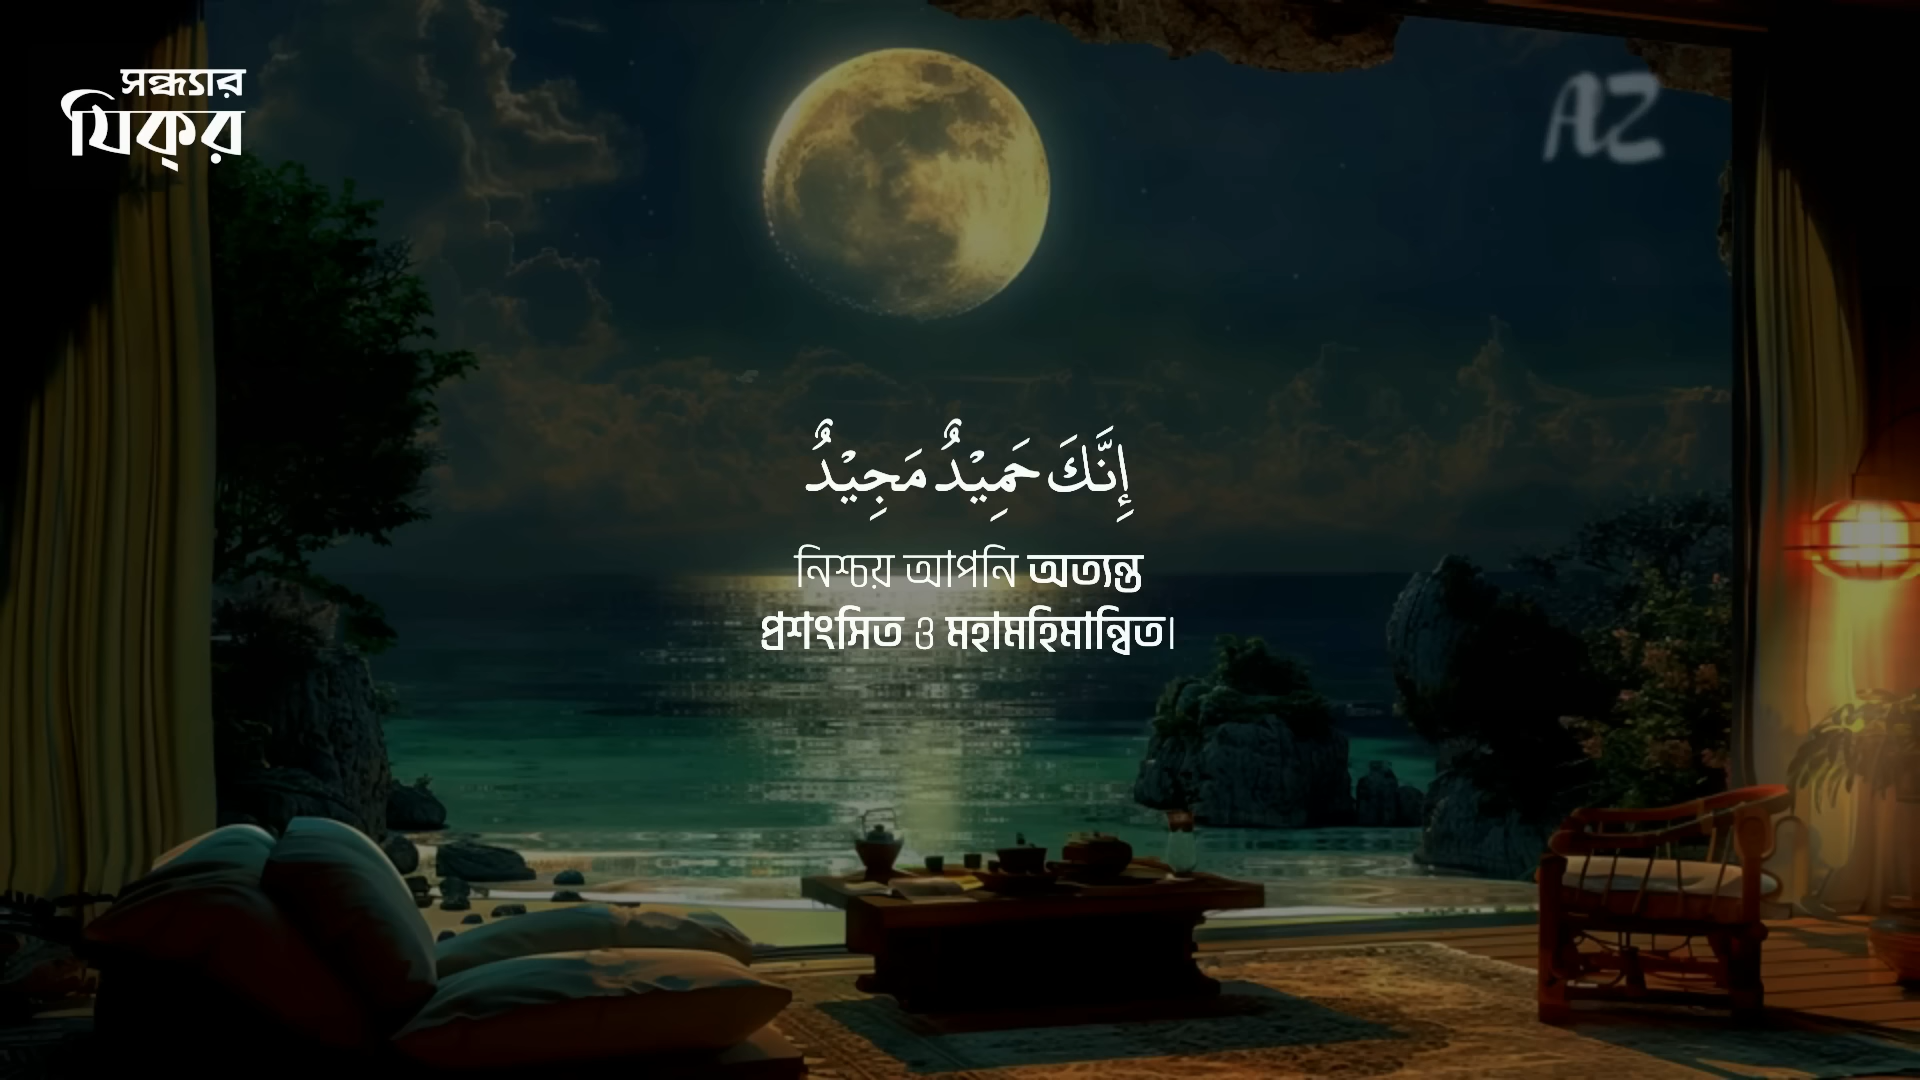 সন্ধ্যার
যিক্‌র
AZ
إِنَّكَ حَمِيْدٌ مَجِيْدٌ
নিশ্চয় আপনি অত্যন্ত
প্রশংসিত ও মহামহিমান্বিত।